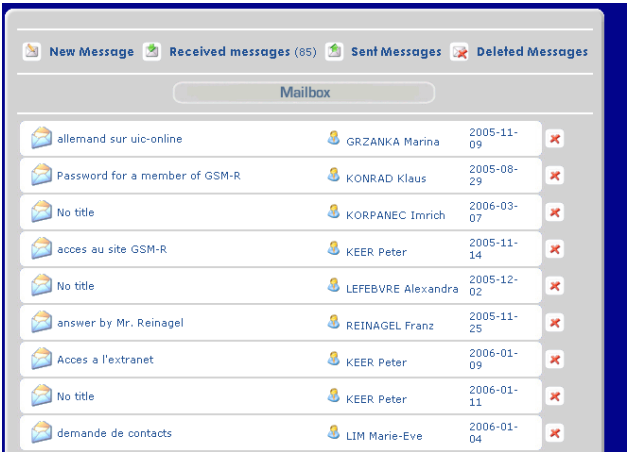 New Message Received messages (85) Sent Messages Deleted Messages
Mailbox
allemand sur uic-online GRZANKA Marina 2005-11-
09
Password for a member of GSM-R KONRAD Klaus 2005-08-
29
No title KORPANEC Imrich 2006-03-
07
acces au site GSM-R KEER Peter 2005-11-
14
No title LEFEBVRE Alexandra 2005-12-
02
answer by Mr. Reinagel REINAGEL Franz 2005-11-
25
Acces a l'extranet KEER Peter 2006-01-
09
No title KEER Peter 2006-01-
11
demande de contacts LIM Marie-Eve 2006-01-
04